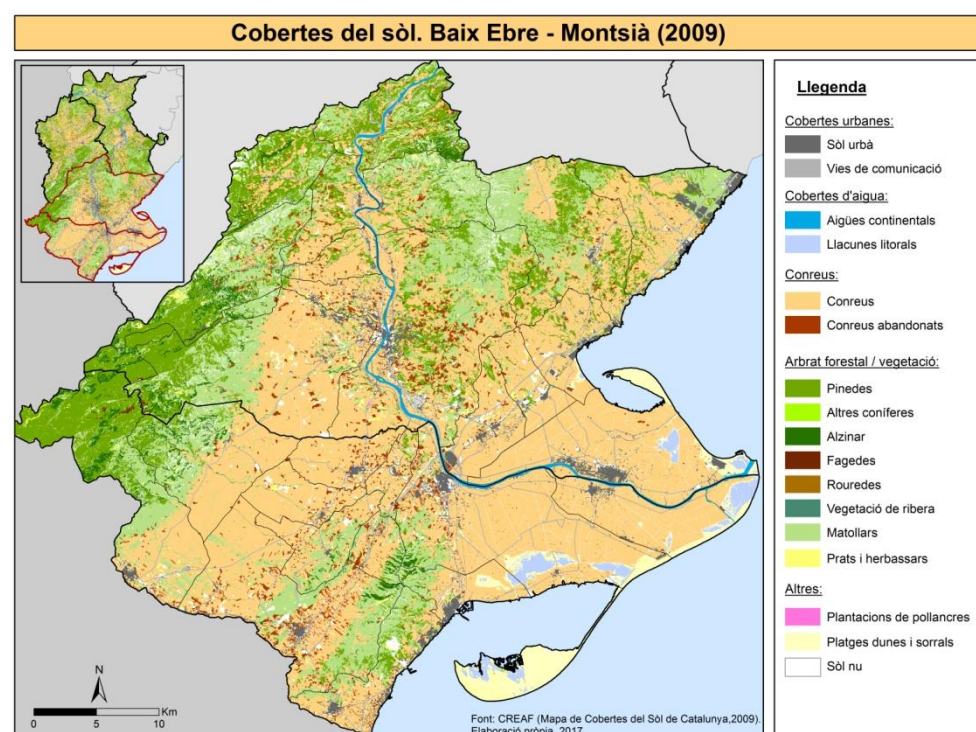 Cobertes del sòl. Baix Ebre - Montsià (2009)
Llegenda
Cobertes urbanes:
Sòl urbà
Vies de comunicació
Cobertes d'aigua:
Aigües continentals
Llacunes litorals
Conreus:
Conreus
Conreus abandonats
Arbrat forestal / vegetació:
Pinedes
Altres coníferes
Alzinar
Fagedes
Rouredes
Vegetació de ribera
Matollars
Prats i herbassars
Altres:
Plantacions de pollancres
Platges dunes i sorrals
Sòl nu
N
Km
0 5 10
Font: CREAF (Mapa de Cobertes del Sòl de Catalunya,2009).
Elaboració pròpia, 2017